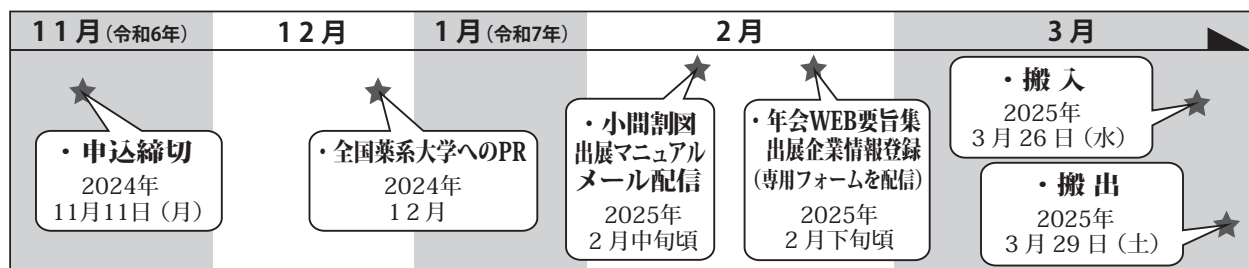 11月(令和6年)
12月
1月(令和7年)
2月
3月
・申込締切
2024年
11月11日(月)
・全国薬系大学へのPR
2024年
12月
・小間割図
出展マニュアル
メール配信
2025年
2月中旬頃
・年会WEB要旨集
出展企業情報登録
(専用フォームを配信)
2025年
2月下旬頃
・搬入
2025年
3月26日(水)
・搬出
2025年
3月29日(土)